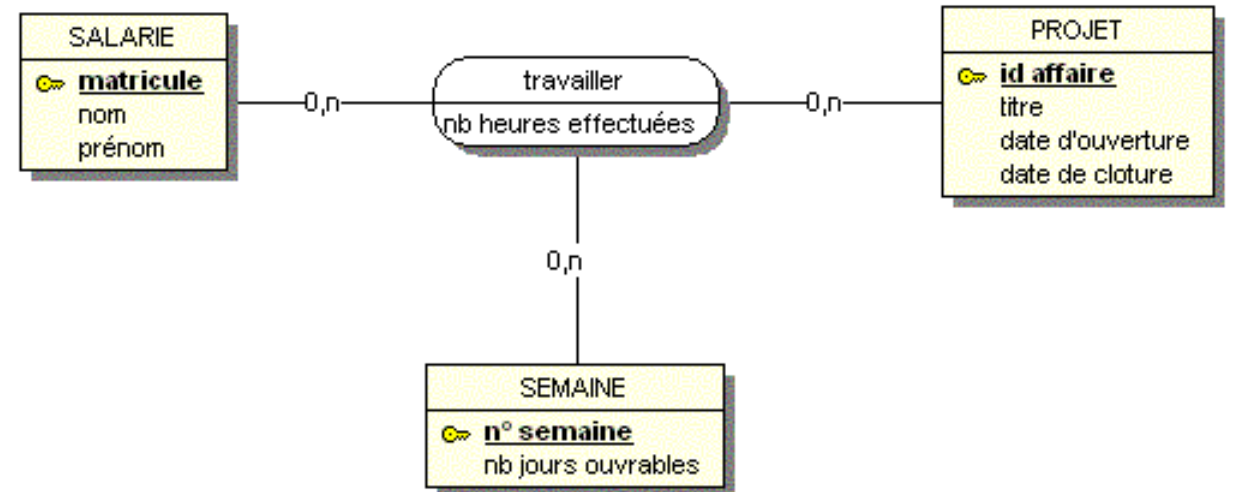 SALARIE
matricule
nom
prénom
0,n
travailler
nb heures effectuées
0,n
PROJET
id affaire
titre
date d'ouverture
date de cloture
0,n
SEMAINE
n° semaine
nb jours ouvrables